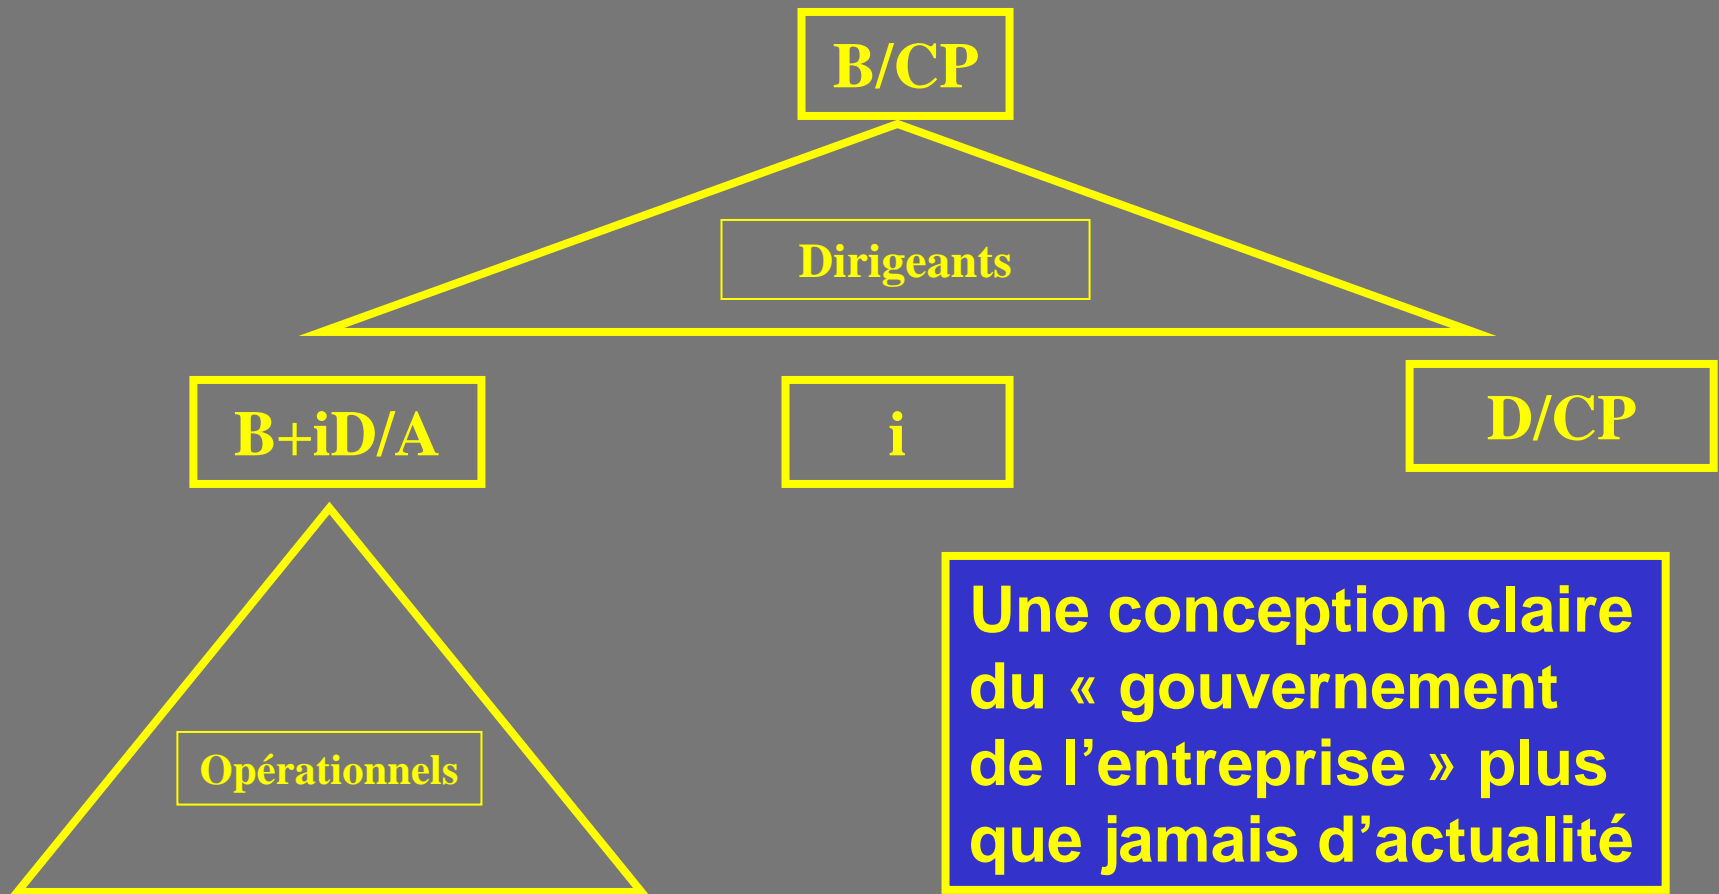 B/CP
Dirigeants
B+iD/A
i
D/CP
Opérationnels
Une conception claire
du « gouvernement
de l’entreprise » plus
que jamais d’actualité